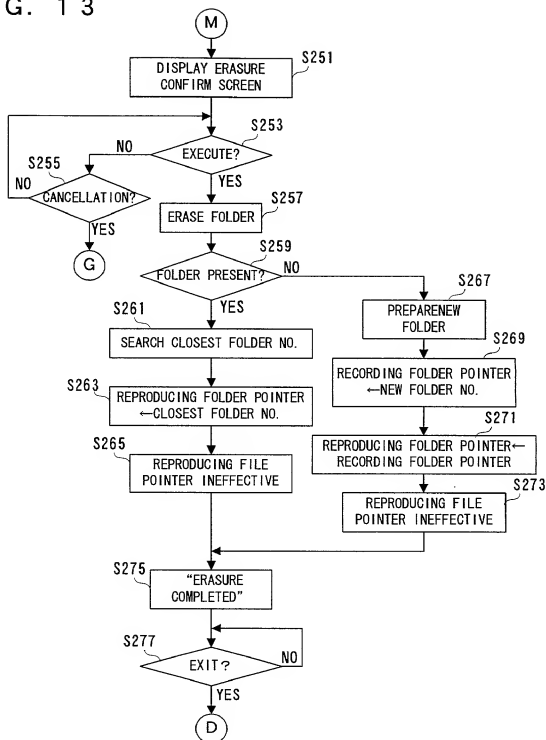 G. 13
M
S251
DISPLAY ERASURE
CONFIRM SCREEN
S253
NO
EXECUTE?
S255
NO
CANCELLATION?
YES
YES
S257
ERASE FOLDER
G
S259
FOLDER PRESENT?
NO
YES
S261
SEARCH CLOSEST FOLDER NO.
S263
REPRODUCING FOLDER POINTER
←CLOSEST FOLDER NO.
S265
REPRODUCING FILE
POINTER INEFFECTIVE
S267
PREPARENEW
FOLDER
S269
RECORDING FOLDER POINTER
←NEW FOLDER NO.
S271
REPRODUCING FOLDER POINTER←
RECORDING FOLDER POINTER
S273
REPRODUCING FILE
POINTER INEFFECTIVE
S275
"ERASURE
COMPLETED"
S277
EXIT?
NO
YES
D